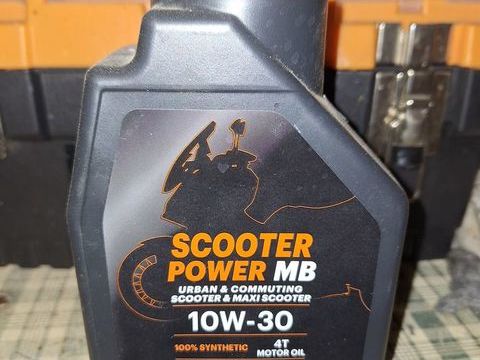 SCOOTER
POWER MB
URBAN & COMMUTING
SCOOTER & MAXI SCOOTER
10W-30
100% SYNTHETIC
4T
MOTOR OIL